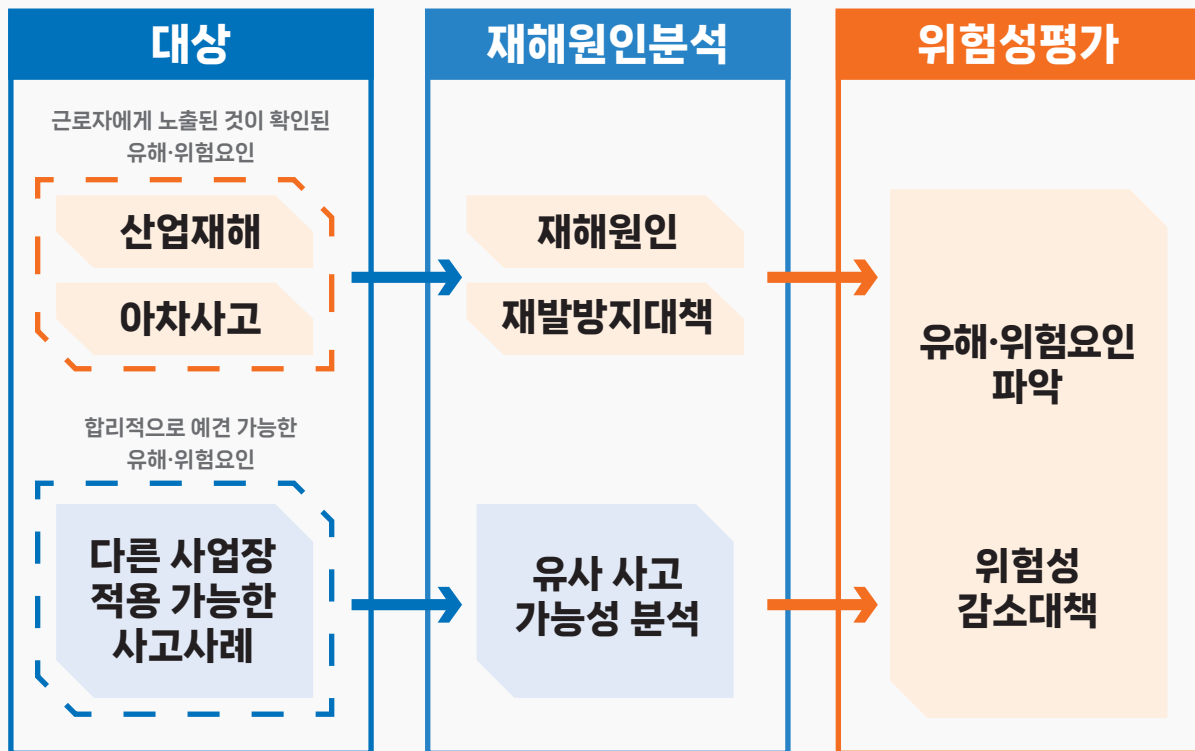 대상
근로자에게 노출된 것이 확인된
유해·위험요인
산업재해
아차사고
합리적으로 예견 가능한
유해·위험요인
다른 사업장
적용 가능한
사고사례
재해원인분석
재해원인
재발방지대책
유사 사고
가능성 분석
위험성평가
유해·위험요인
파악
위험성
감소대책